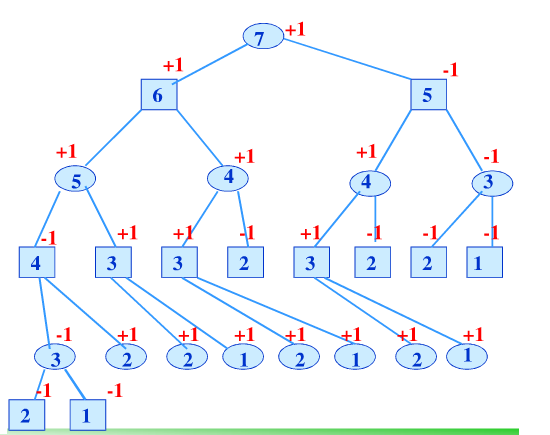 7 +1
+1 -1
6 5
+1 +1 +1 -1
5 4 4 3
-1 +1 +1 -1 +1 -1 -1 -1
4 3 3 2 3 2 2 1
-1 +1 +1 +1 +1 +1 +1 +1
3 2 2 1 2 1 2 1
-1 -1
2 1